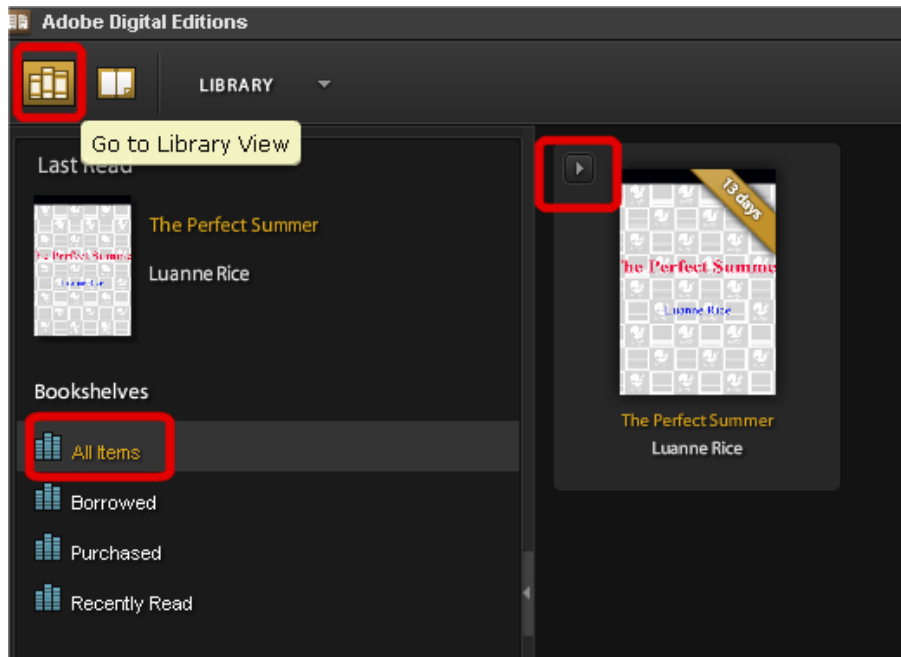 Adobe Digital Editions
LIBRARY
Go to Library View
Last Read
The Perfect Summer
Luanne Rice
Bookshelves
All Items
Borrowed
Purchased
Recently Read
13 days
The Perfect Summe
Luanne Rice
The Perfect Summer
Luanne Rice